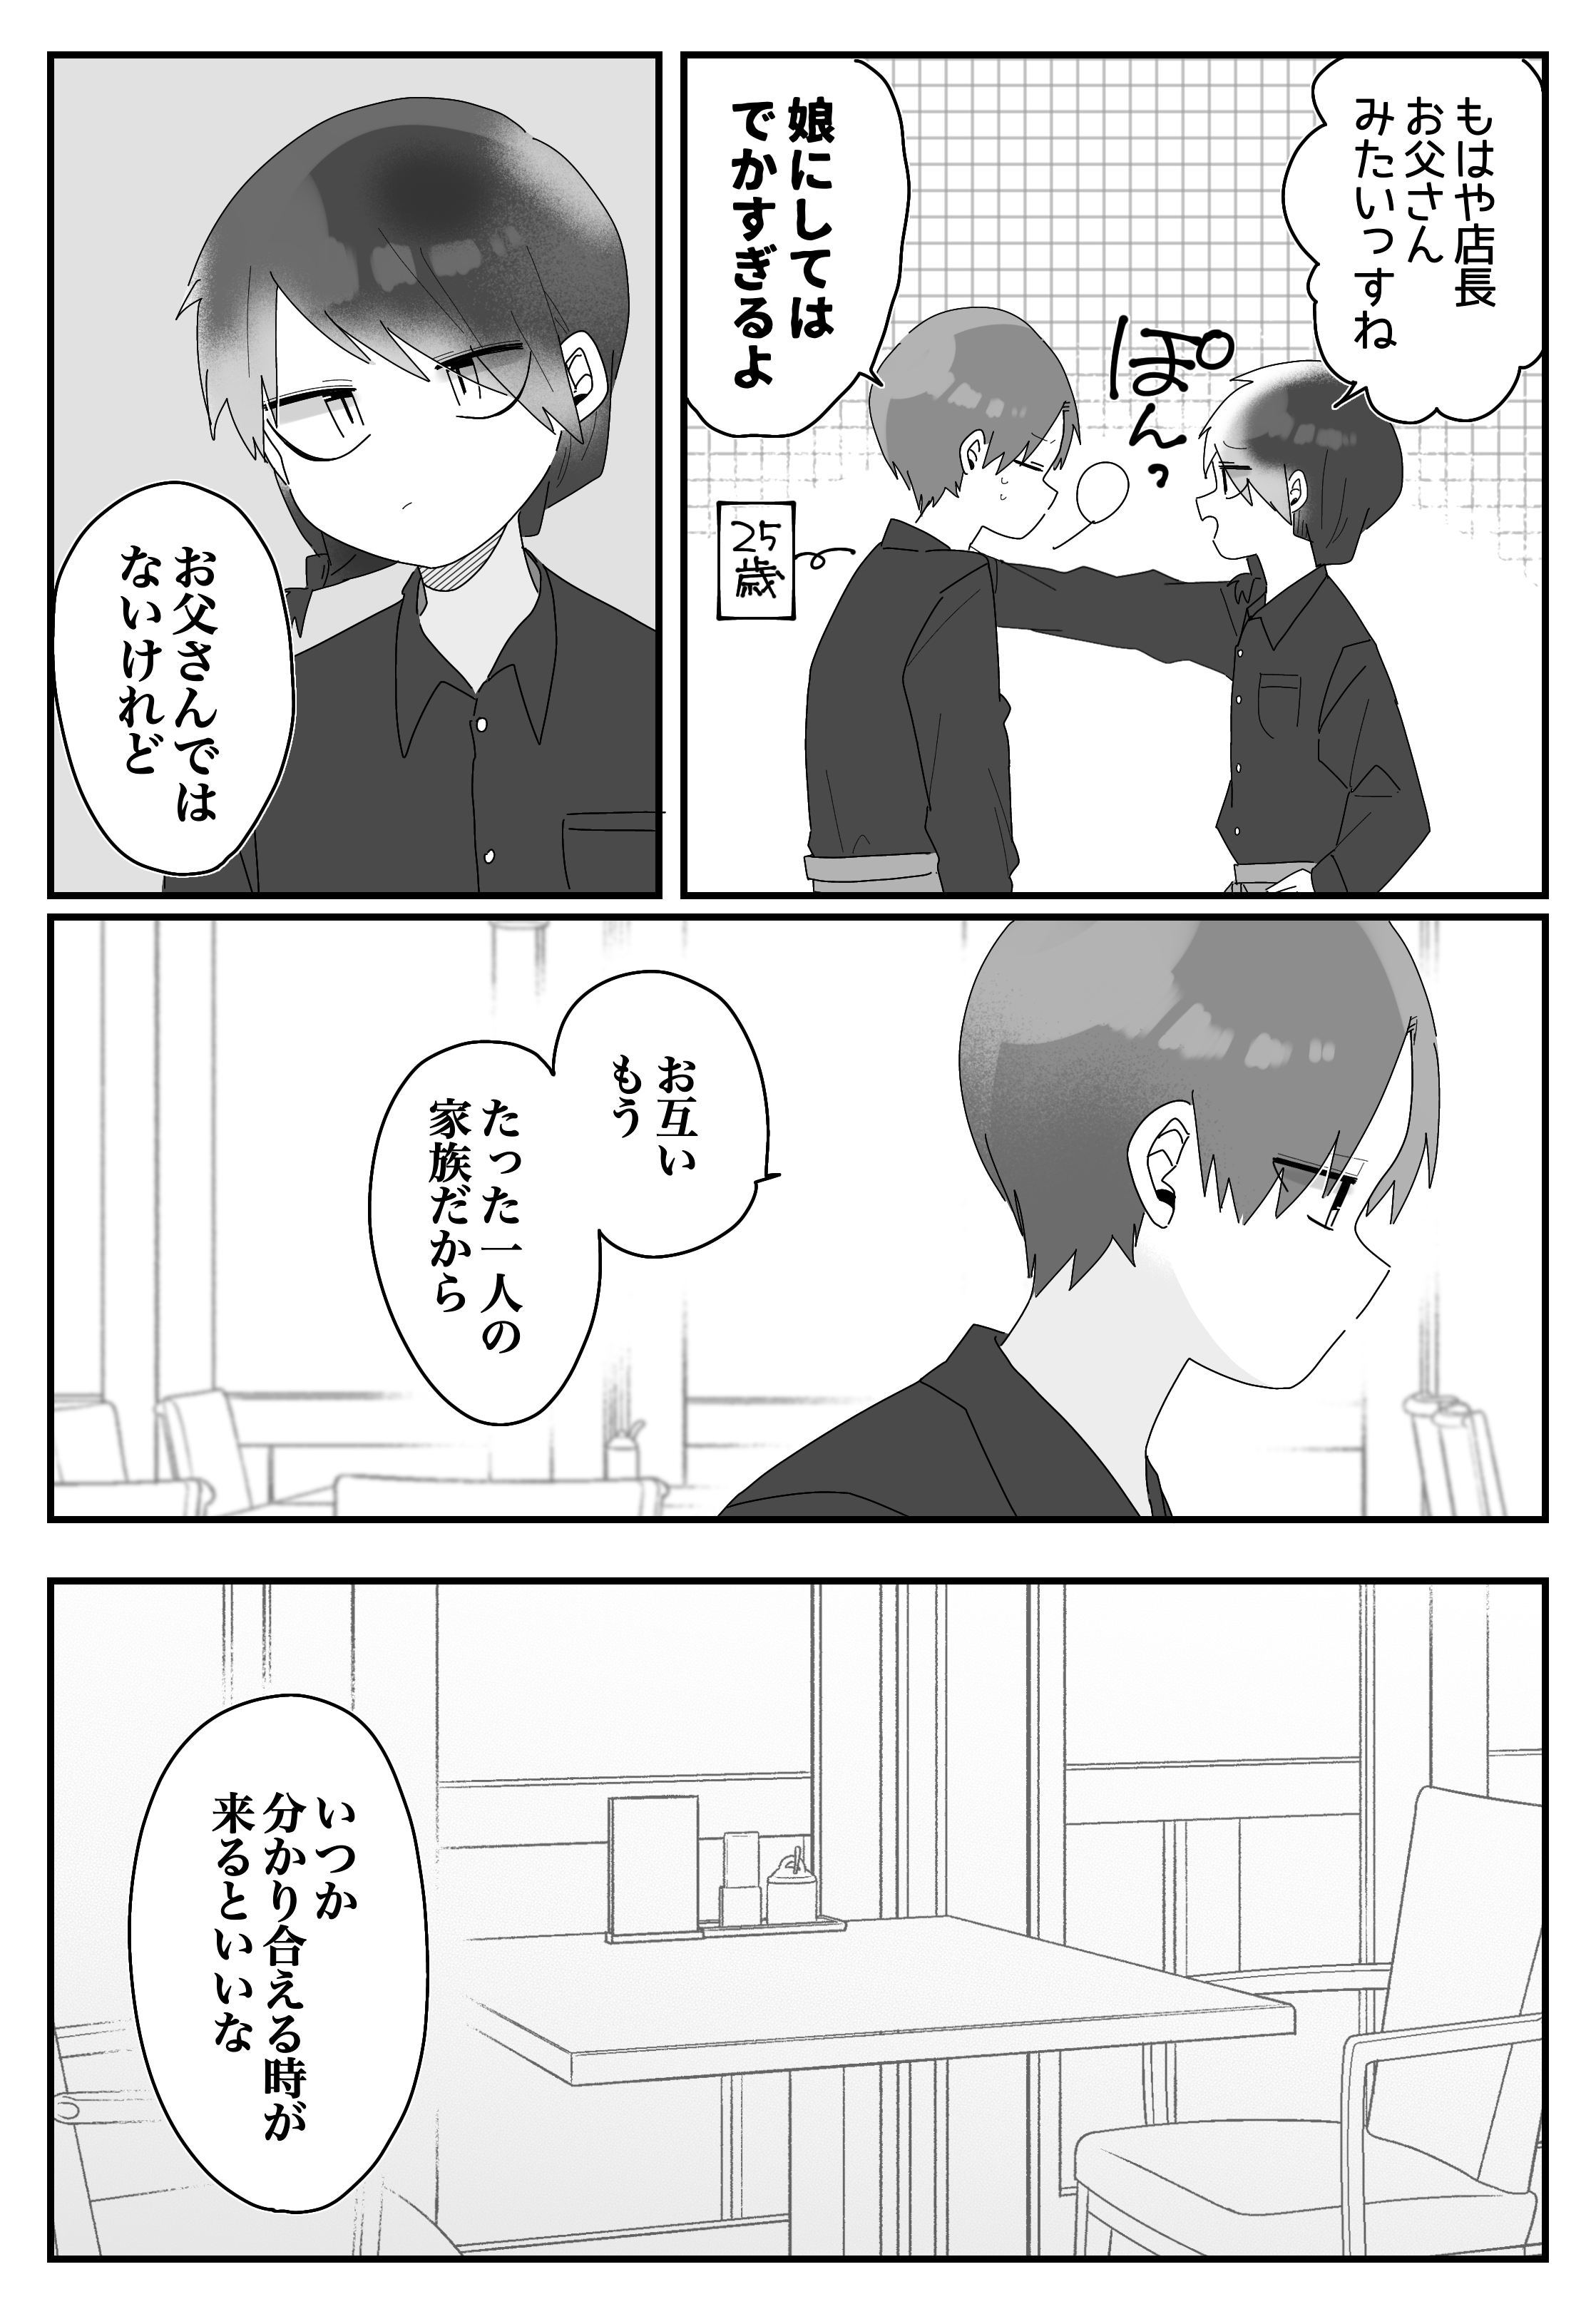 もはや店長
お父さん
みたいっすね
ぽんっ
娘にしては
でかすぎるよ
25
歳
お父さんでは
ないけれど
お互い
もう
たった一人の
家族だから
いつか
分かり合える時が
来るといいな